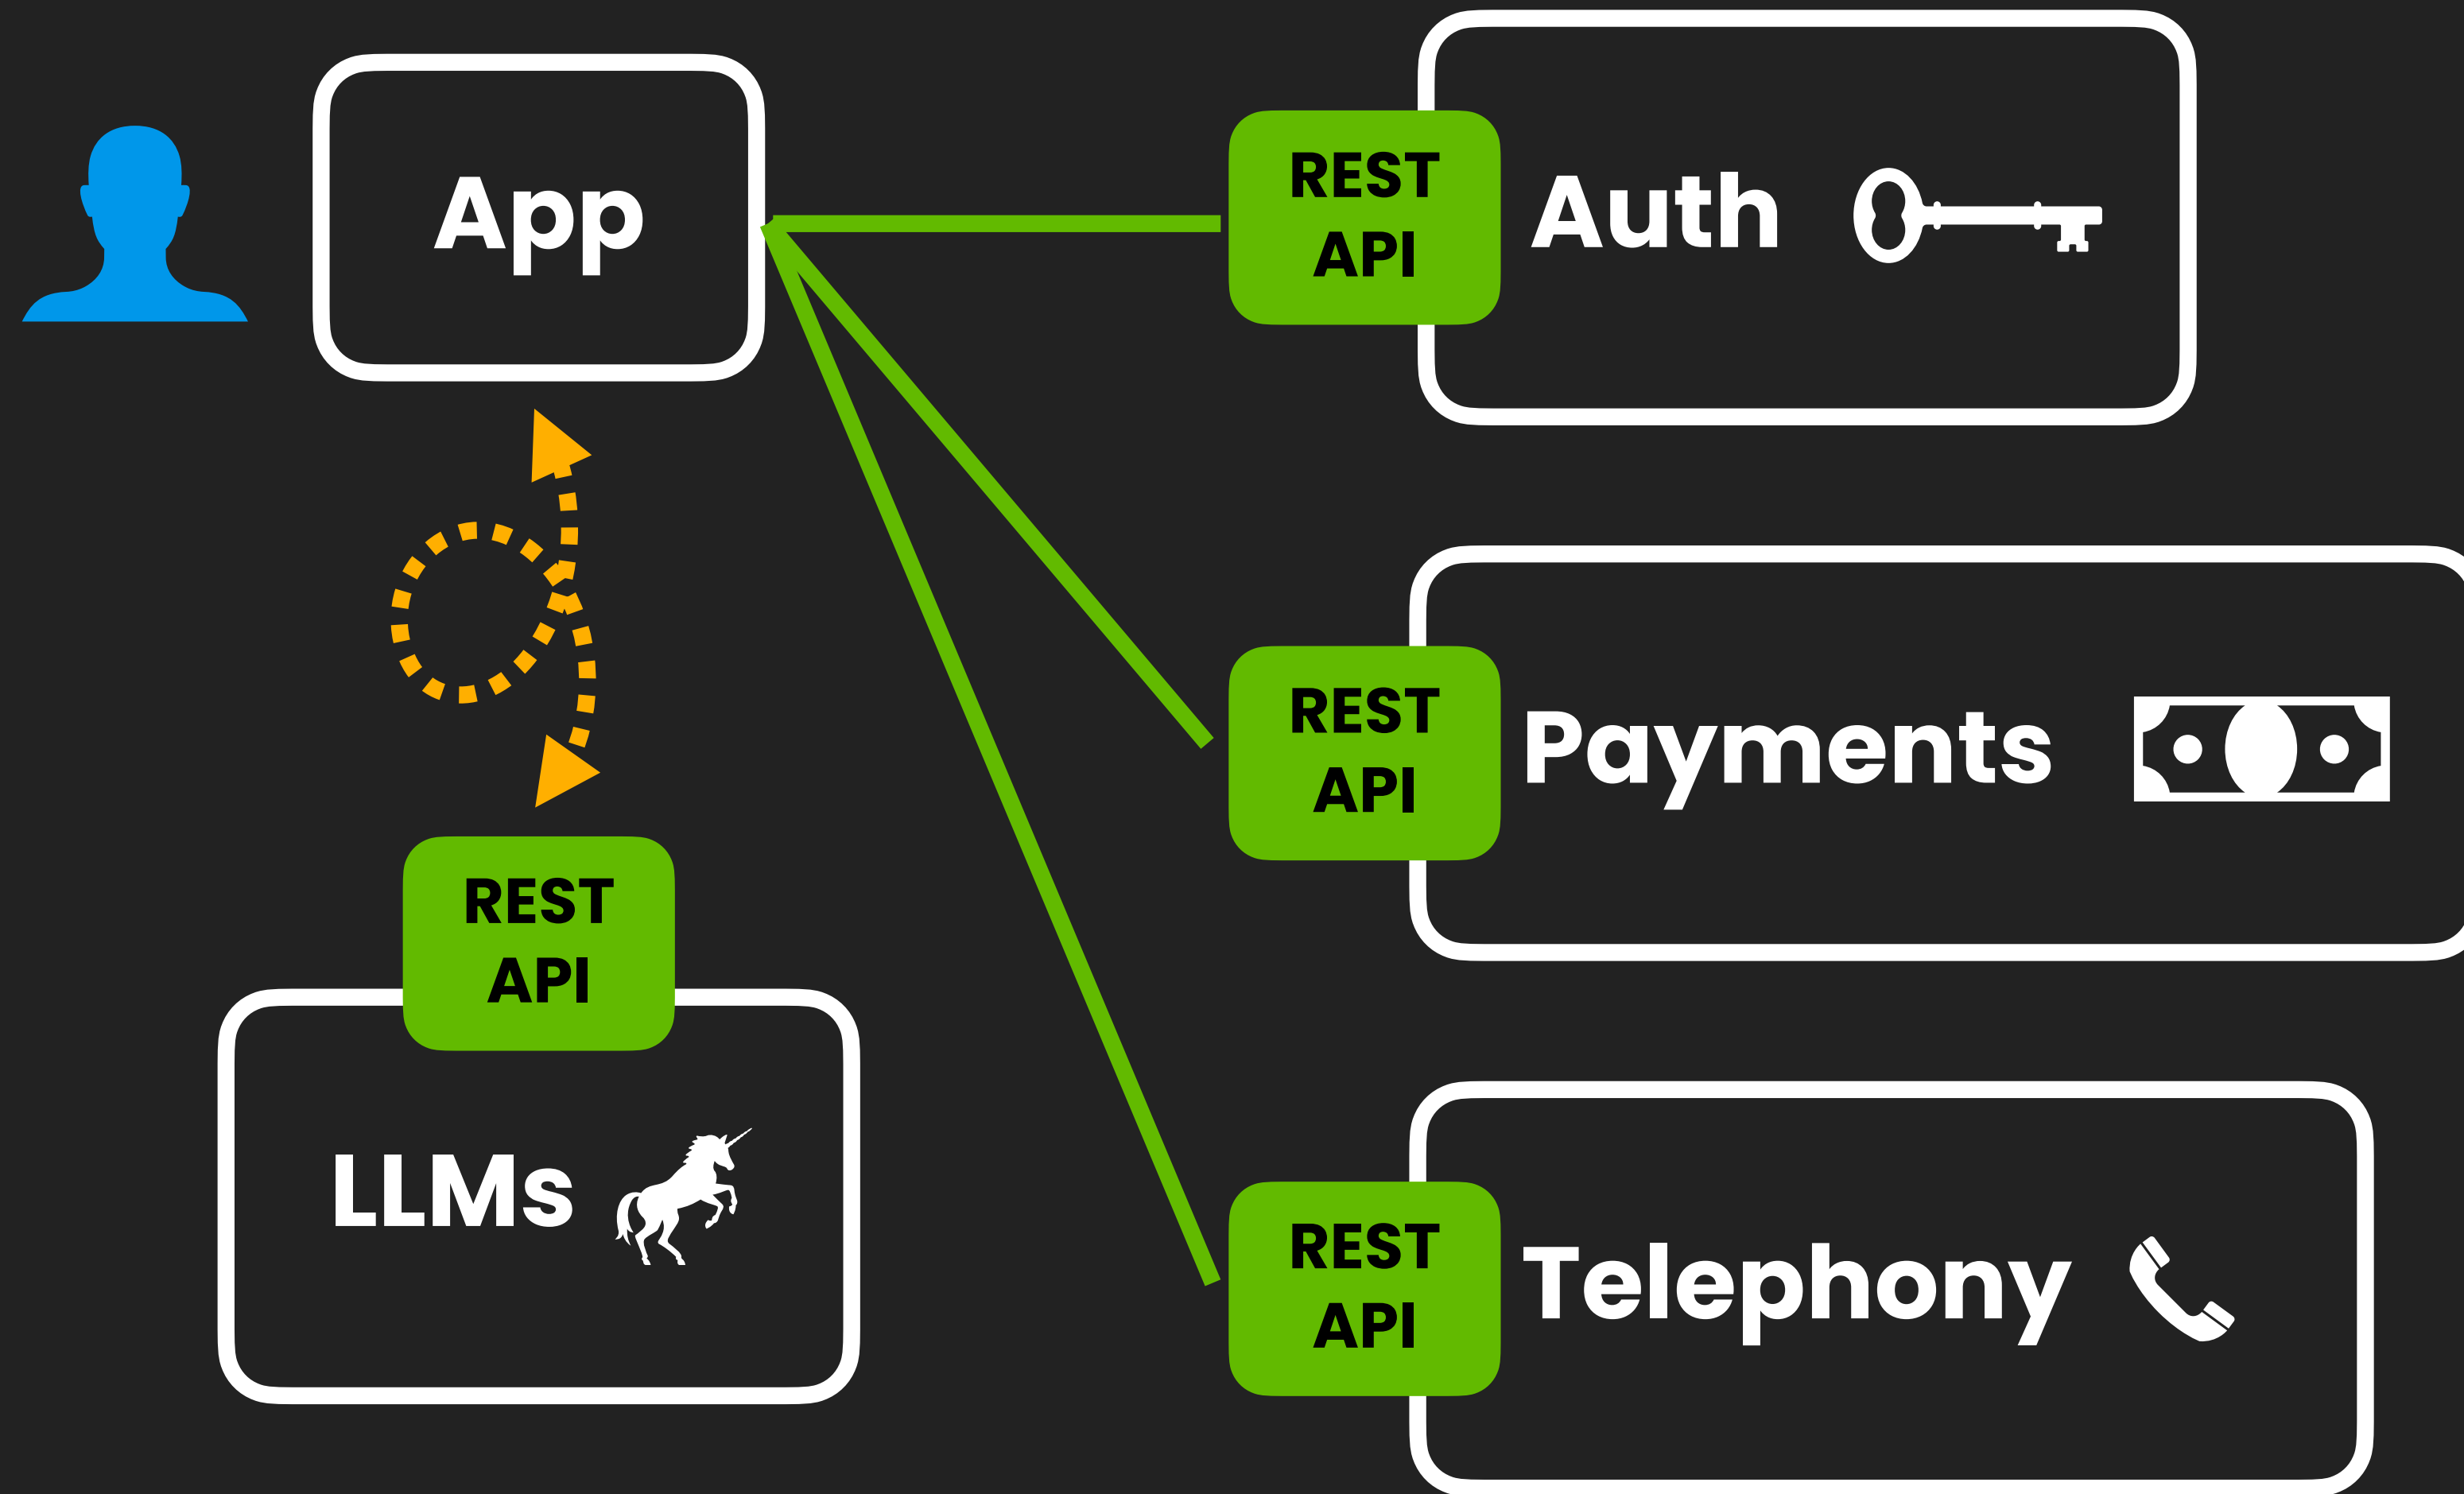 App
REST
API
Auth
REST
API
Payments
REST
API
LLMs
REST
API
Telephony